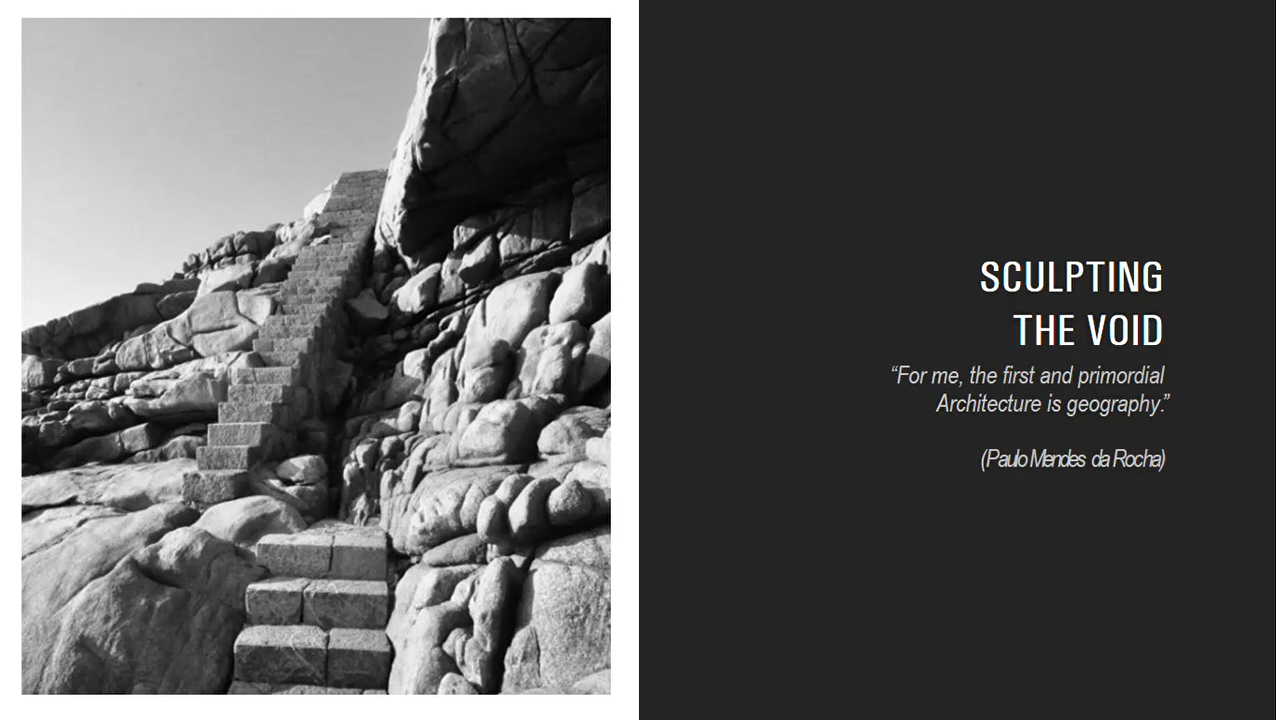 SCULPTING
THE VOID
“For me, the first and primordial
Architecture is geography.”
(Paulo Mendes da Rocha)